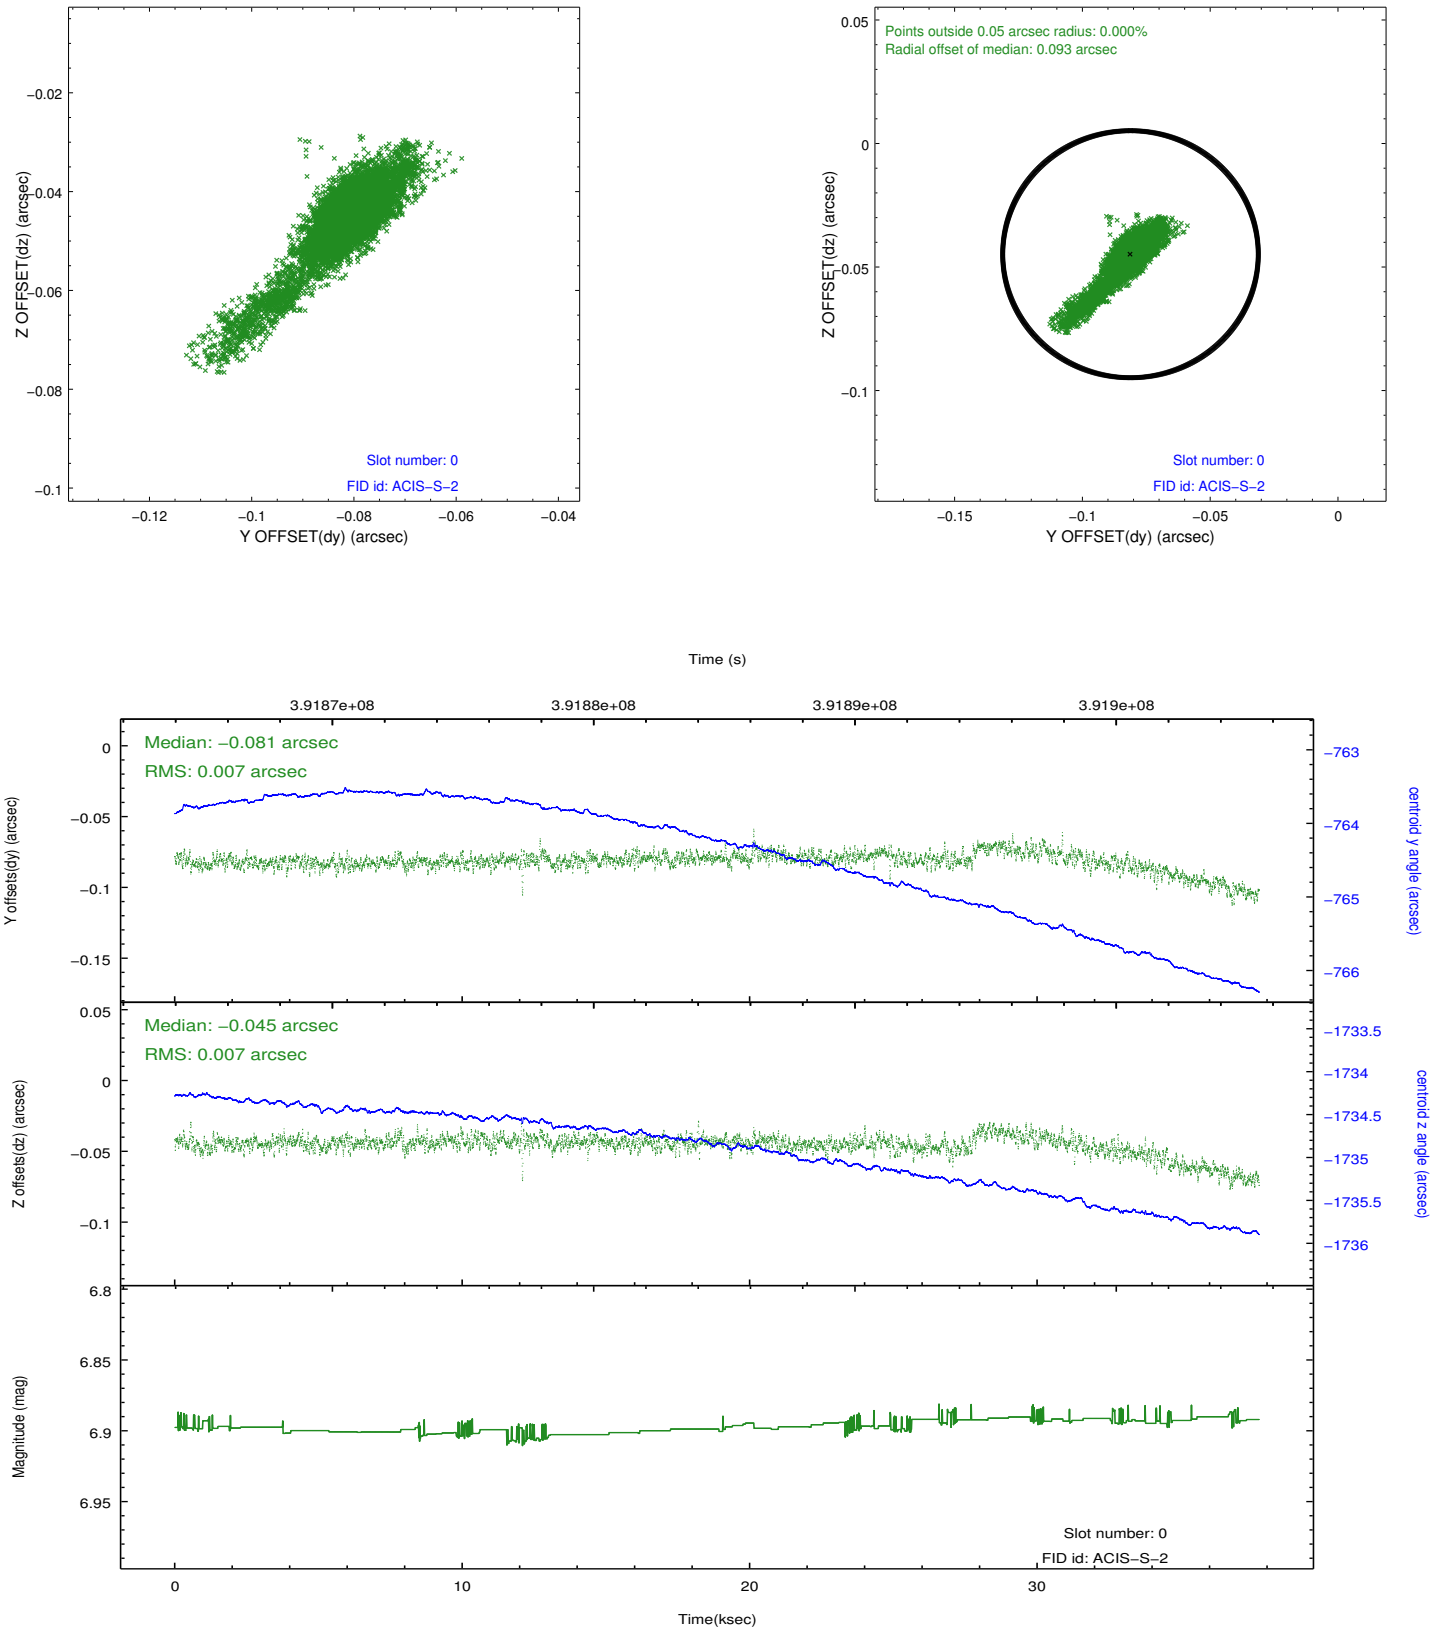 −0.02
−0.04
−0.06
−0.08
−0.1
Z OFFSET(dz) (arcsec)
Slot number: 0
FID id: ACIS−S−2
−0.12
−0.1
−0.08
−0.06
−0.04
Y OFFSET(dy) (arcsec)
0.05
0
−0.05
−0.1
Z OFFSET(dz) (arcsec)
Points outside 0.05 arcsec radius: 0.000%
Radial offset of median: 0.093 arcsec
Slot number: 0
FID id: ACIS−S−2
−0.15
−0.1
−0.05
0
Y OFFSET(dy) (arcsec)
Time (s)
3.9187e+08
3.9188e+08
3.9189e+08
3.919e+08
Median: −0.081 arcsec
RMS: 0.007 arcsec
0
−0.05
−0.1
−0.15
Y offsets(dy) (arcsec)
−763
−764
−765
−766
centroid y angle (arcsec)
Median: −0.045 arcsec
RMS: 0.007 arcsec
0.05
0
−0.05
−0.1
Z offsets(dz) (arcsec)
−1733.5
−1734
−1734.5
−1735
−1735.5
−1736
centroid z angle (arcsec)
6.8
6.85
6.9
6.95
Magnitude (mag)
Slot number: 0
FID id: ACIS−S−2
0
10
20
30
Time(ksec)